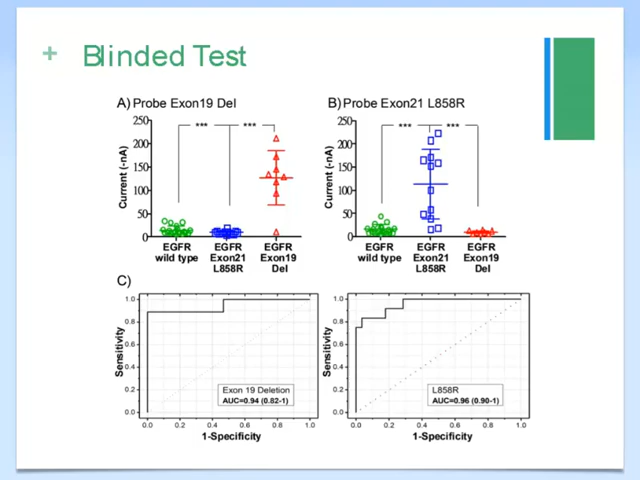 + Blinded Test
A) Probe Exon19 Del
B) Probe Exon21 L858R
Current (-nA)
250
200
150
100
50
0
*** ***
EGFR
wild type
EGFR
Exon21
L858R
EGFR
Exon19
Del
Current (-nA)
250
200
150
100
50
0
*** ***
EGFR
wild type
EGFR
Exon21
L858R
EGFR
Exon19
Del
C)
Sensitivity
1.0
0.8
0.6
0.4
0.2
0.0
Exon 19 Deletion
AUC=0.94 (0.82-1)
0.0 0.2 0.4 0.6 0.8 1.0
1-Specificity
Sensitivity
1.0
0.8
0.6
0.4
0.2
0.0
L858R
AUC=0.96 (0.90-1)
0.0 0.2 0.4 0.6 0.8 1.0
1-Specificity